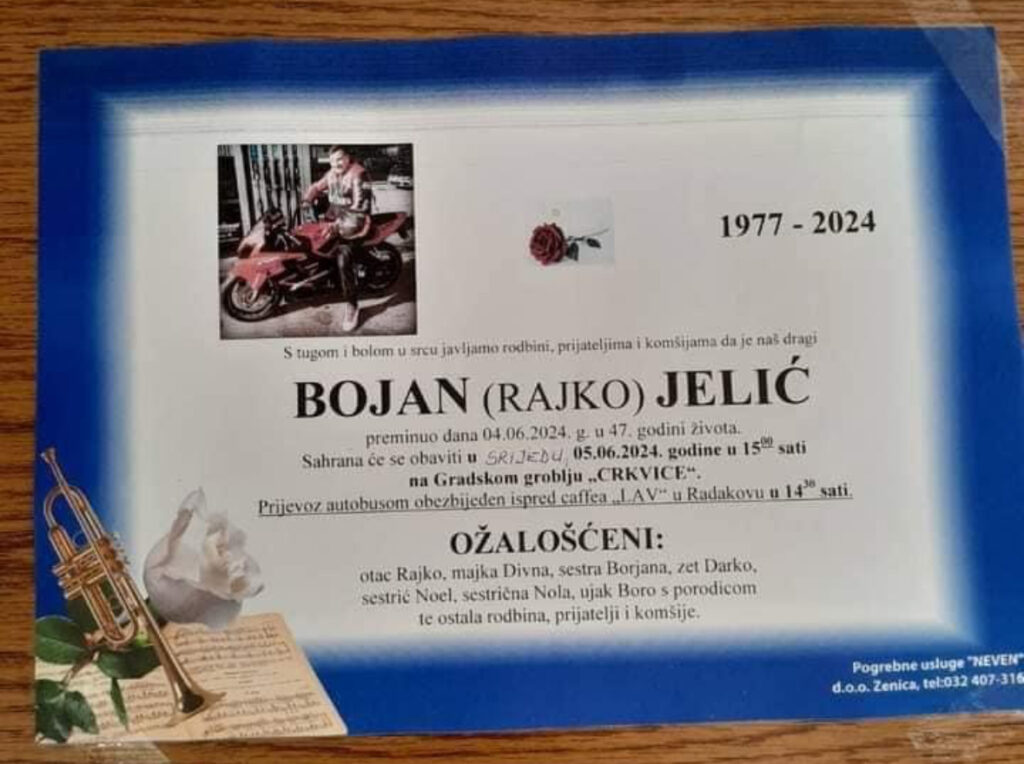 1977 - 2024
S tugom i bolom u srcu javljamo rodbini, prijateljima i komšijama da je naš dragi
BOJAN (RAJKO) JELIĆ
preminuo dana 04.06.2024. g. u 47. godini života.
Sahrana će se obaviti u SRIJEDU, 05.06.2024. godine u 15⁰⁰ sati
na Gradskom groblju „CRKVICE“.
Prijevoz autobusom obezbijeđen ispred caffea „LAV“ u Radakovu u 14³⁰ sati.
OŽALOŠĆENI:
otac Rajko, majka Divna, sestra Borjana, zet Darko,
sestrić Noel, sestrična Nola, ujak Boro s porodicom
te ostala rodbina, prijatelji i komšije.
Pogrebne usluge "NEVEN"
d.o.o. Zenica, tel:032 407-316